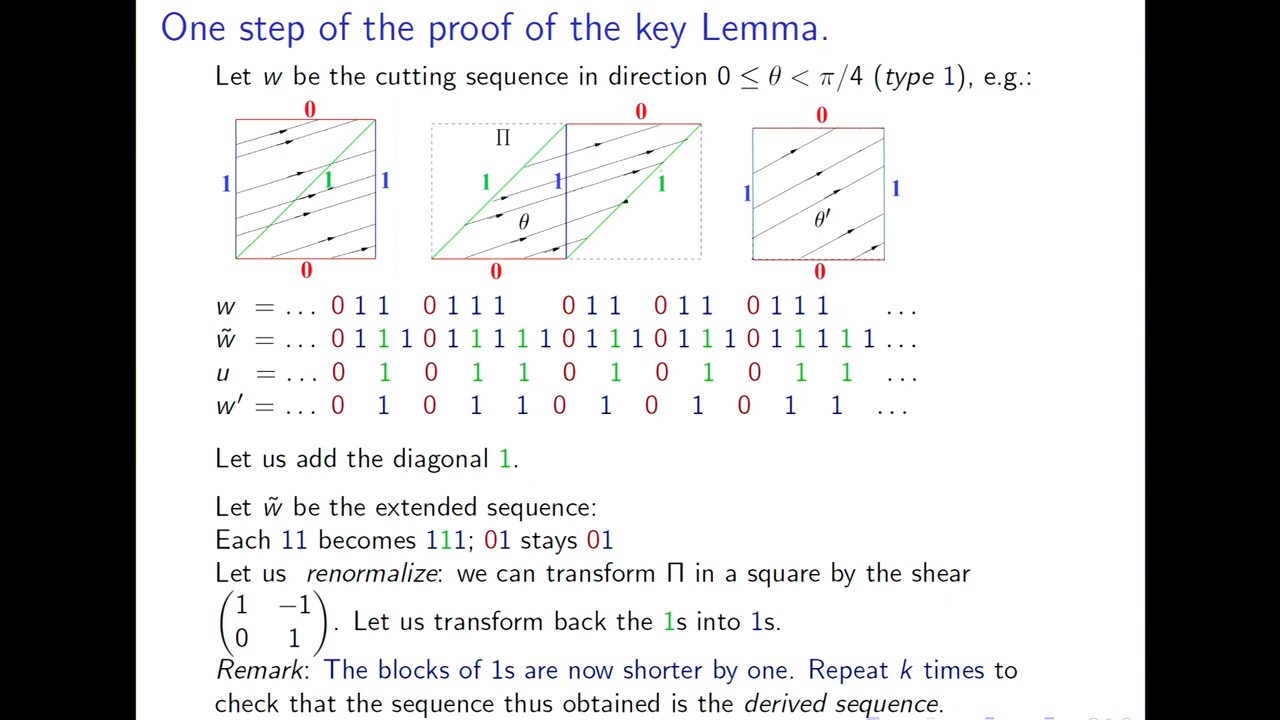 One step of the proof of the key Lemma.
Let w be the cutting sequence in direction 0 ≤ θ < π/4 (type 1), e.g.:
0 0 0
Π
1 1 1 1 1 1 1 1
θ θ′
0 0 0
w = ... 0 1 1 0 1 1 1 0 1 1 0 1 1 0 1 1 1 ...
w̃ = ... 0 1 1 1 0 1 1 1 1 1 0 1 1 1 0 1 1 1 0 1 1 1 1 1 ...
u = ... 0 1 0 1 1 0 1 0 1 0 1 1 ...
w′ = ... 0 1 0 1 1 0 1 0 1 0 1 1 ...
Let us add the diagonal 1.
Let w̃ be the extended sequence:
Each 11 becomes 111; 01 stays 01
Let us renormalize: we can transform Π in a square by the shear
(1 −1
0 1). Let us transform back the 1s into 1s.
Remark: The blocks of 1s are now shorter by one. Repeat k times to
check that the sequence thus obtained is the derived sequence.